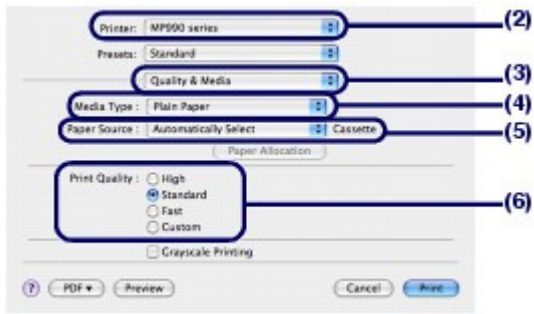 Printer: MP990 series (2)
Presets: Standard
Quality & Media (3)
Media Type : Plain Paper (4)
Paper Source : Automatically Select Cassette (5)
Paper Allocation
Print Quality : High
Standard
Fast (6)
Custom
Grayscale Printing
? PDF ▾ Preview Cancel Print